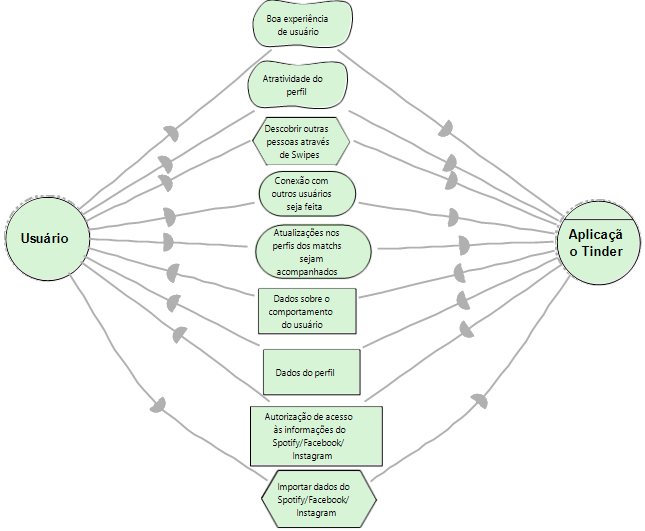 Boa experiência
de usuário
Atratividade do
perfil
Descobrir outras
pessoas através
de Swipes
Conexão com
outros usuários
seja feita
Usuário
Aplicaçã
o Tinder
Atualizações nos
perfis dos matchs
sejam
acompanhados
Dados sobre o
comportamento
do usuário
Dados do perfil
Autorização de acesso
às informações do
Spotify/Facebook/
Instagram
Importar dados do
Spotify/Facebook/
Instagram